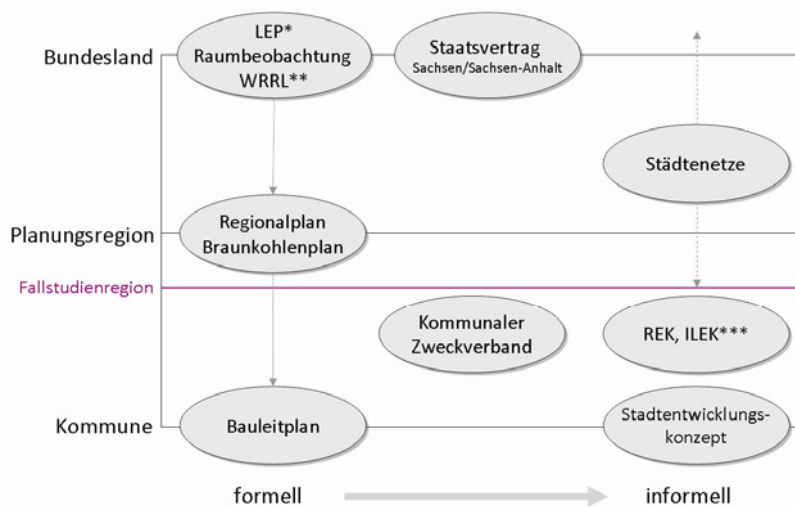 LEP*
Raumbeobachtung
WRRL**
Staatsvertrag
Sachsen/Sachsen-Anhalt
Bundesland
Städtenetze
Planungsregion
Regionalplan
Braunkohlenplan
Fallstudienregion
Kommunaler
Zweckverband
REK, ILEK***
Kommune
Bauleitplan
Stadtentwicklungs-
konzept
formell
informell